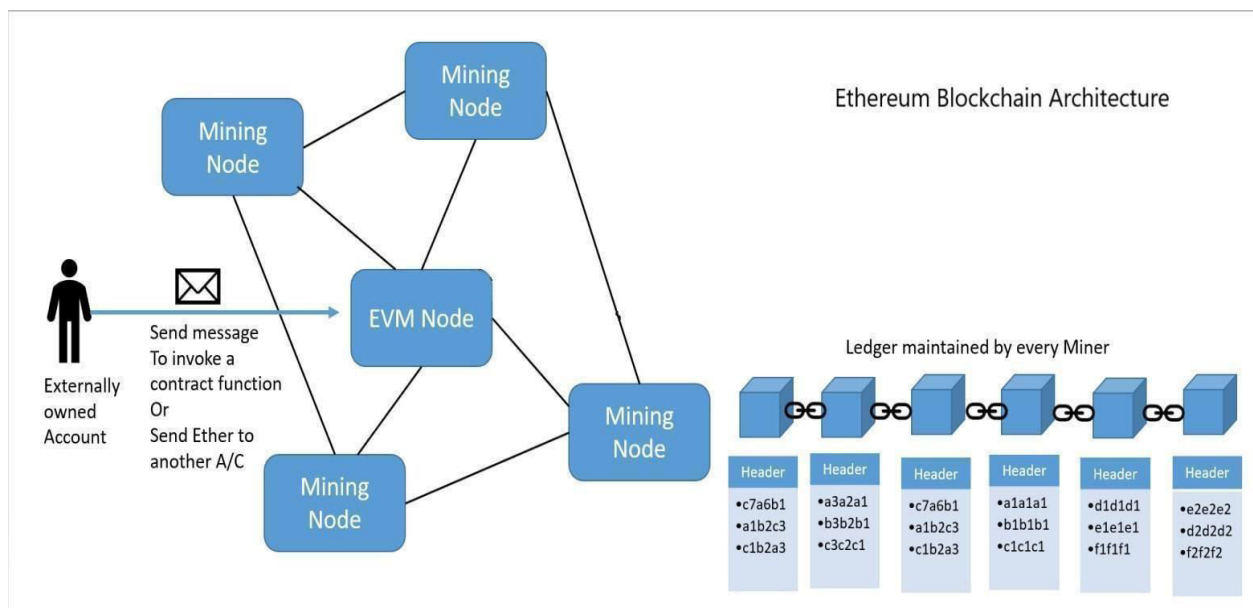 Ethereum Blockchain Architecture
Mining
Node
Mining
Node
EVM Node
Mining
Node
Mining
Node
Externally
owned
Account
Send message
To invoke a
contract function
Or
Send Ether to
another A/C
Ledger maintained by every Miner
Header
•c7a6b1
•a1b2c3
•c1b2a3
Header
•a3a2a1
•b3b2b1
•c3c2c1
Header
•c7a6b1
•a1b2c3
•c1b2a3
Header
•a1a1a1
•b1b1b1
•c1c1c1
Header
•d1d1d1
•e1e1e1
•f1f1f1
Header
•e2e2e2
•d2d2d2
•f2f2f2